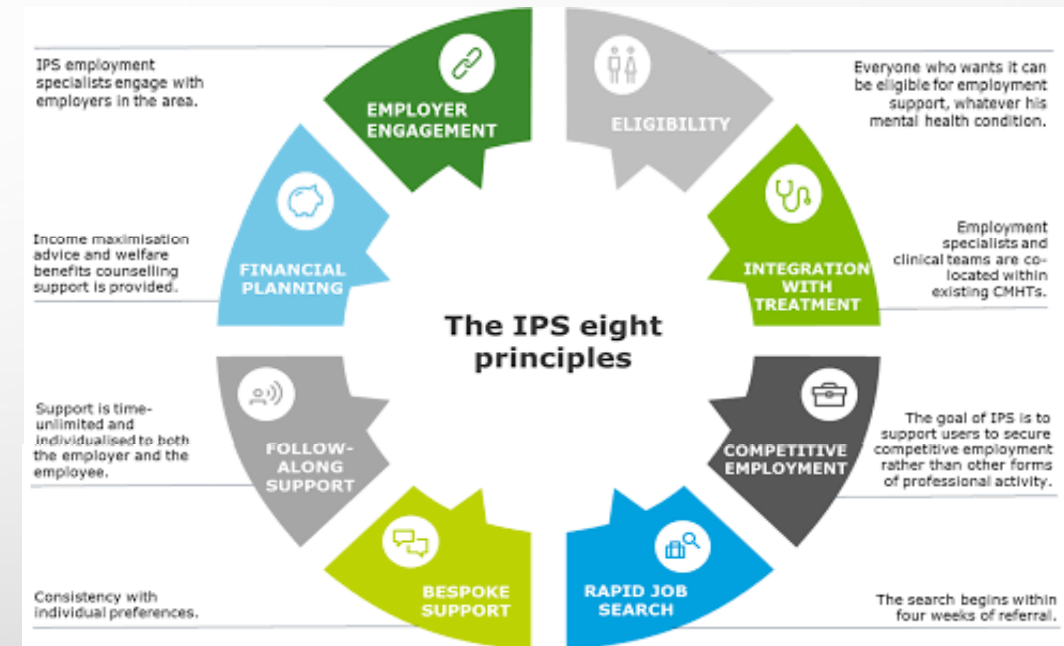 The IPS eight
principles
ELIGIBILITY
Everyone who wants it can
be eligible for employment
support, whatever his
mental health condition.
INTEGRATION
WITH
TREATMENT
Employment
specialists and
clinical teams are co-
located within
existing CMHTs.
COMPETITIVE
EMPLOYMENT
The goal of IPS is to
support users to secure
competitive employment
rather than other forms
of professional activity.
RAPID JOB
SEARCH
The search begins within
four weeks of referral.
BESPOKE
SUPPORT
Consistency with
individual preferences.
FOLLOW-
ALONG
SUPPORT
Support is time-
unlimited and
individualised to both
the employer and the
employee.
FINANCIAL
PLANNING
Income maximisation
advice and welfare
benefits counselling
support is provided.
EMPLOYER
ENGAGEMENT
IPS employment
specialists engage with
employers in the area.